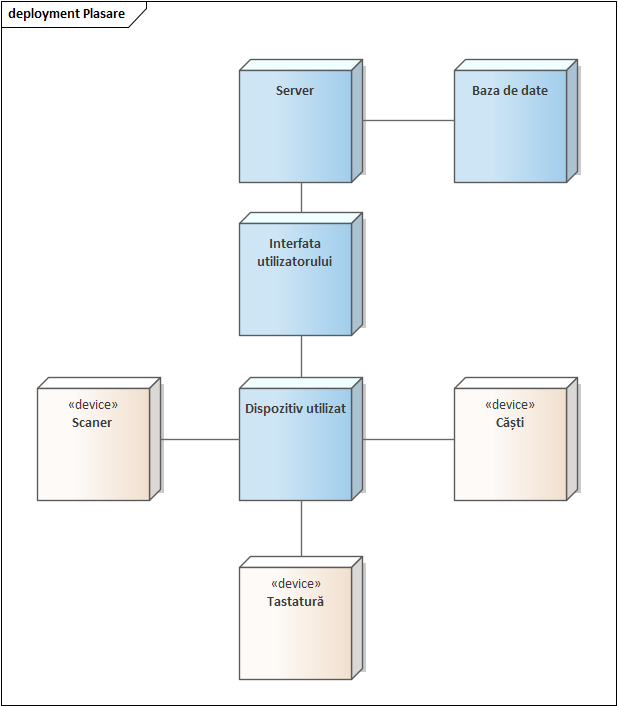 deployment Plasare
Server
Baza de date
Interfata
utilizatorului
«device»
Scaner
Dispozitiv utilizat
«device»
Căști
«device»
Tastatură